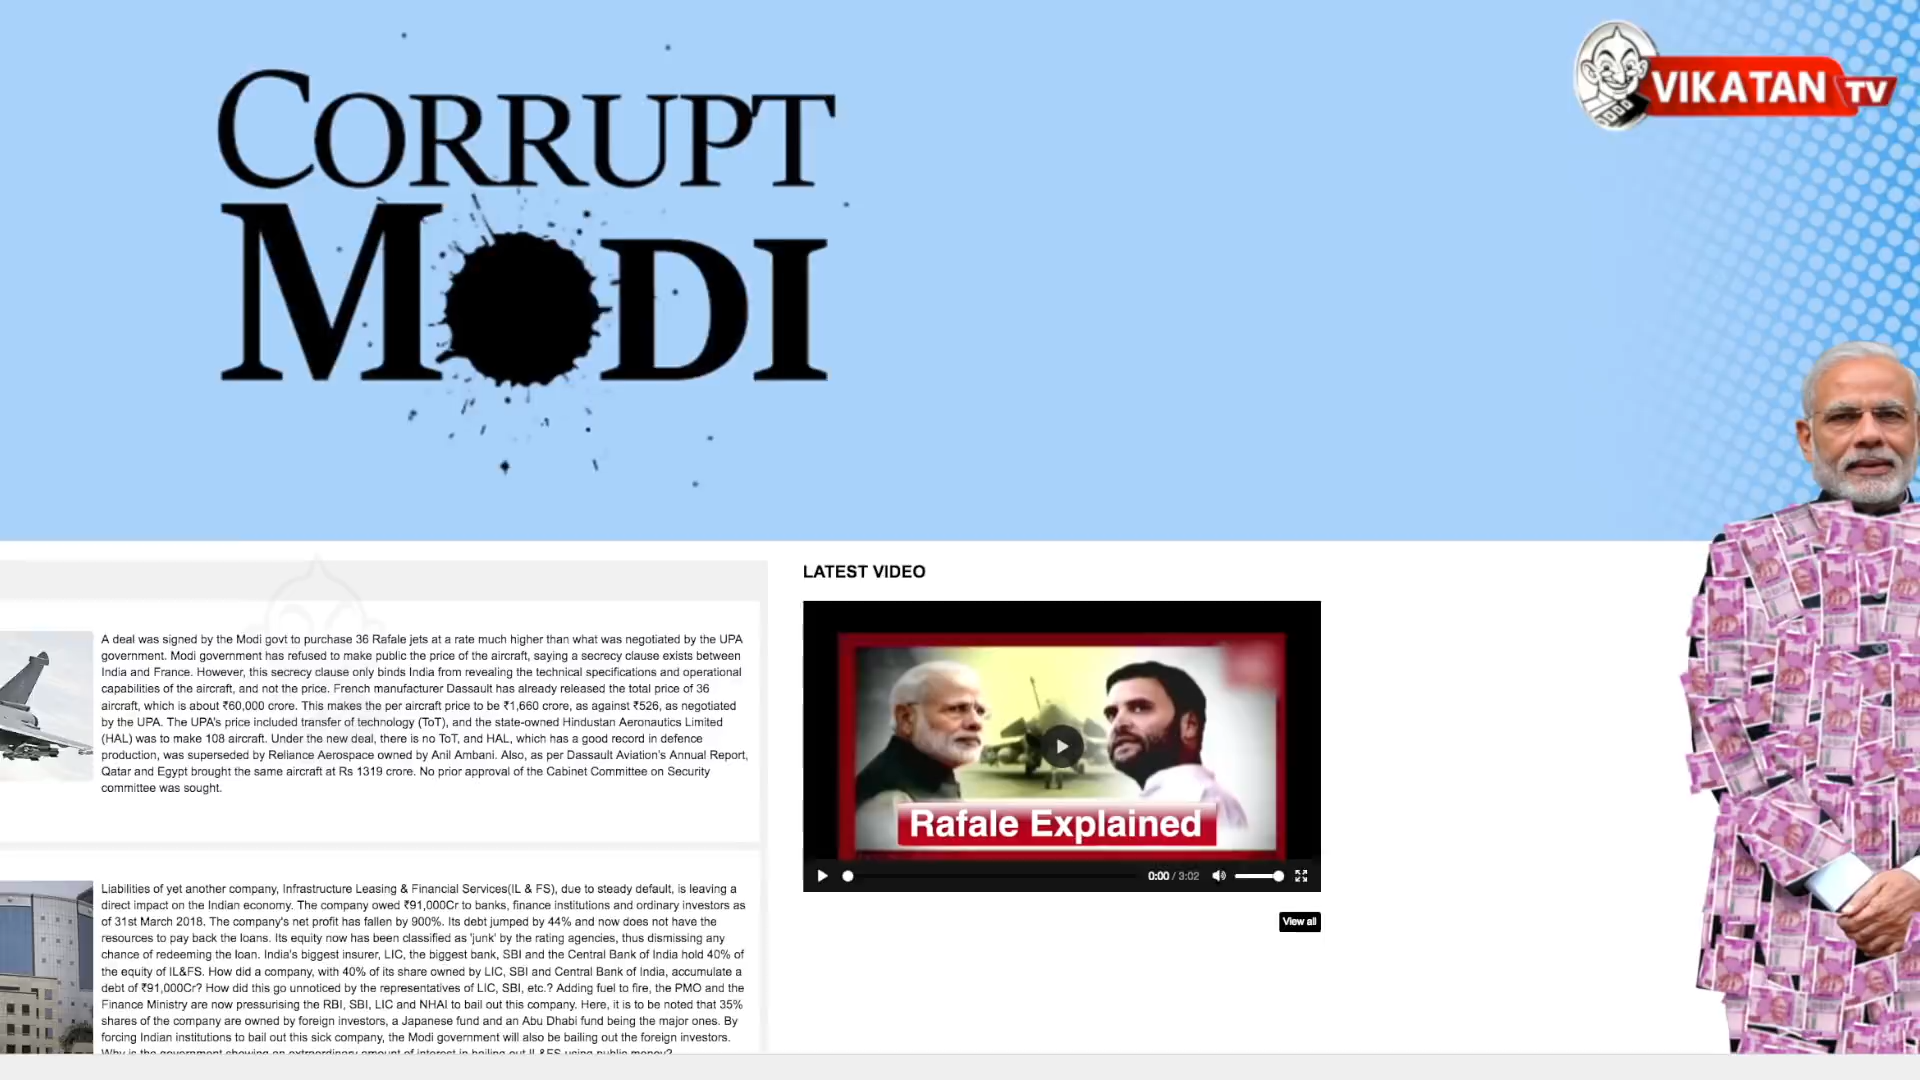 CORRUPT
MODI
VIKATAN TV
LATEST VIDEO
A deal was signed by the Modi govt to purchase 36 Rafale jets at a rate much higher than what was negotiated by the UPA
government. Modi government has refused to make public the price of the aircraft, saying a secrecy clause exists between
India and France. However, this secrecy clause only binds India from revealing the technical specifications and operational
capabilities of the aircraft, and not the price. French manufacturer Dassault has already released the total price of 36
aircraft, which is about ₹60,000 crore. This makes the per aircraft price to be ₹1,660 crore, as against ₹526, as negotiated
by the UPA. The UPA's price included transfer of technology (ToT), and the state-owned Hindustan Aeronautics Limited
(HAL) was to make 108 aircraft. Under the new deal, there is no ToT, and HAL, which has a good record in defence
production, was superseded by Reliance Aerospace owned by Anil Ambani. Also, as per Dassault Aviation's Annual Report,
Qatar and Egypt brought the same aircraft at Rs 1319 crore. No prior approval of the Cabinet Committee on Security
committee was sought.
Rafale Explained
0:00 / 3:02
View all
Liabilities of yet another company, Infrastructure Leasing & Financial Services(IL & FS), due to steady default, is leaving a
direct impact on the Indian economy. The company owed ₹91,000Cr to banks, finance institutions and ordinary investors as
of 31st March 2018. The company's net profit has fallen by 900%. Its debt jumped by 44% and now does not have the
resources to pay back the loans. Its equity now has been classified as 'junk' by the rating agencies, thus dismissing any
chance of redeeming the loan. India's biggest insurer, LIC, the biggest bank, SBI and the Central Bank of India hold 40% of
the equity of IL&FS. How did a company, with 40% of its share owned by LIC, SBI and Central Bank of India, accumulate a
debt of ₹91,000Cr? How did this go unnoticed by the representatives of LIC, SBI, etc.? Adding fuel to fire, the PMO and the
Finance Ministry are now pressurising the RBI, SBI, LIC and NHAI to bail out this company. Here, it is to be noted that 35%
shares of the company are owned by foreign investors, a Japanese fund and an Abu Dhabi fund being the major ones. By
forcing Indian institutions to bail out this sick company, the Modi government will also be bailing out the foreign investors.
Why is the government showing an extraordinary amount of interest in bailing out IL&FS using public money?